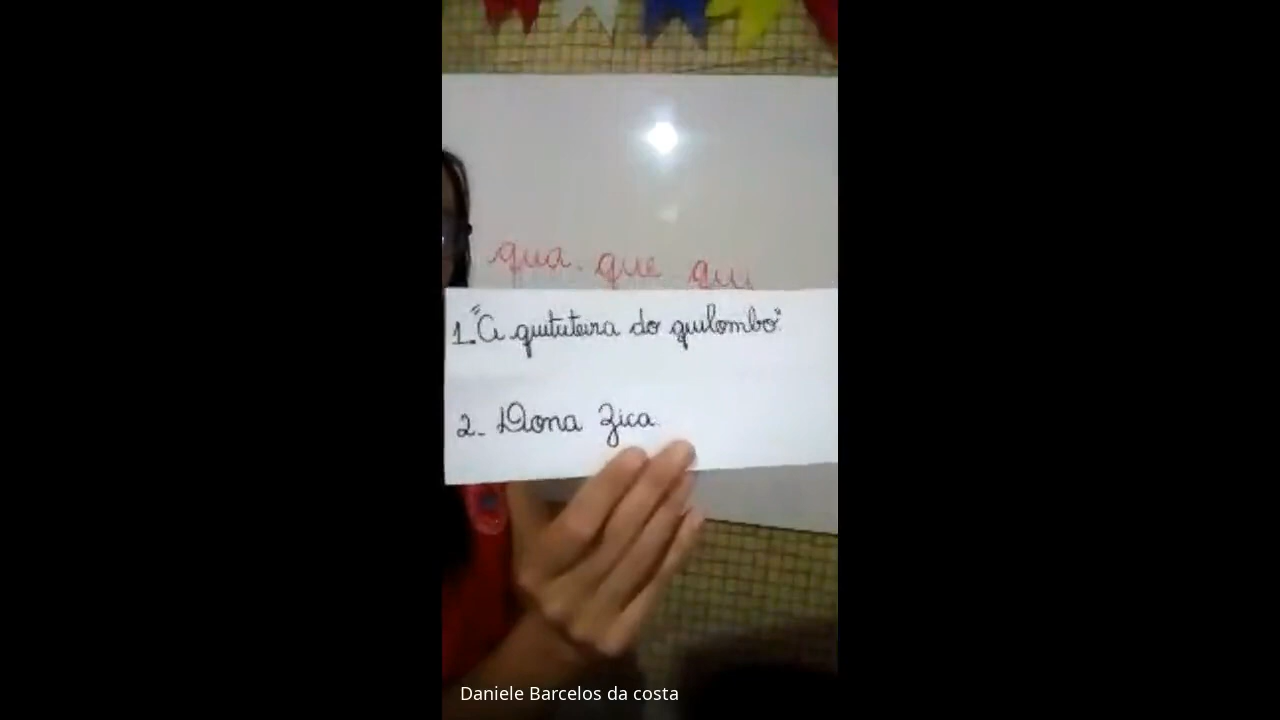 qua. que qui
1. "A quituteira do quilombo"
2- Dona Zica
Daniele Barcelos da costa